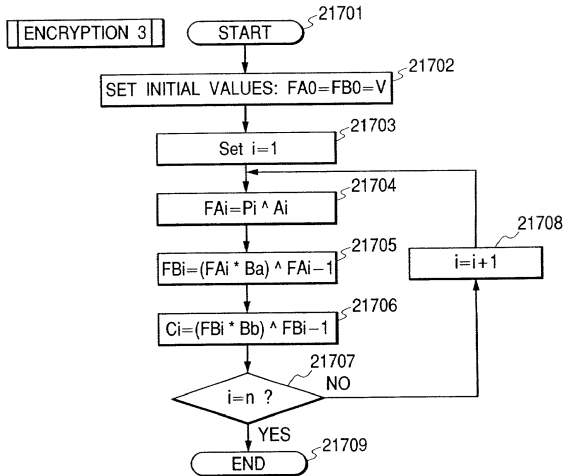 ENCRYPTION 3
START
21701
21702
SET INITIAL VALUES: FA0=FB0=V
21703
Set i=1
21704
FAi=Pi ^ Ai
21705
FBi=(FAi * Ba) ^ FAi-1
21706
Ci=(FBi * Bb) ^ FBi-1
21707
i=n ?
NO
21708
i=i+1
YES
END
21709